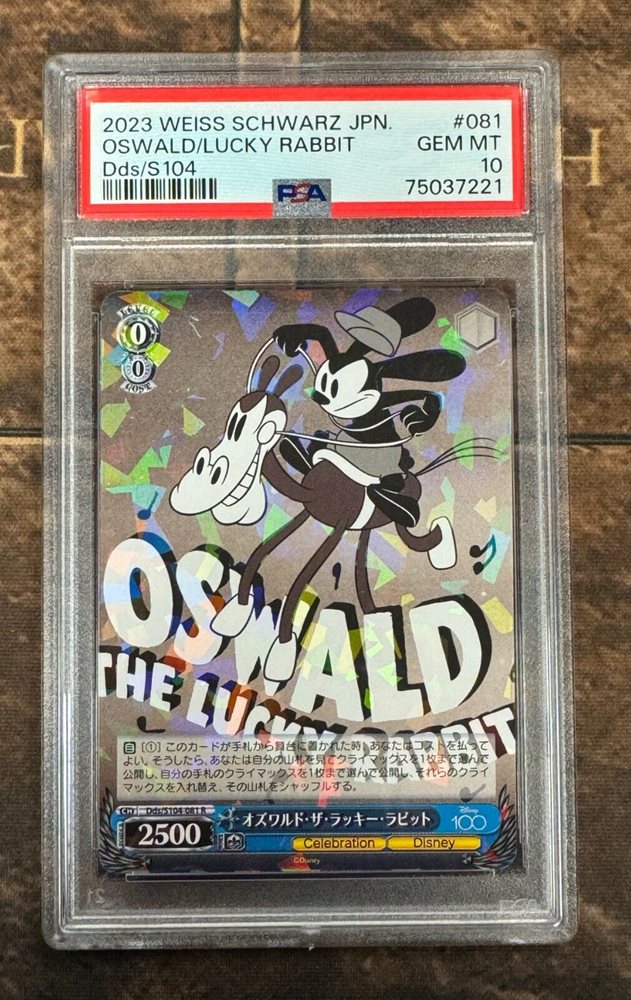 2023 WEISS SCHWARZ JPN. #081
OSWALD/LUCKY RABBIT GEM MT
Dds/S104 10
PSA 75037221
LEVEL
0
0
COST
OSWALD
THE LUCKY RABBIT
[①] このカードが手札から舞台に置かれた時、あなたはコストを払って
よい。そうしたら、あなたは自分の山札を見てクライマックスを1枚まで選んで
公開し、自分の手札のクライマックスを1枚まで選んで公開し、それらのクライ
マックスを入れ替え、その山札をシャッフルする。
Dds/S104-081 R
2500 オズワルド・ザ・ラッキー・ラビット Disney 100
Celebration Disney
©Disney